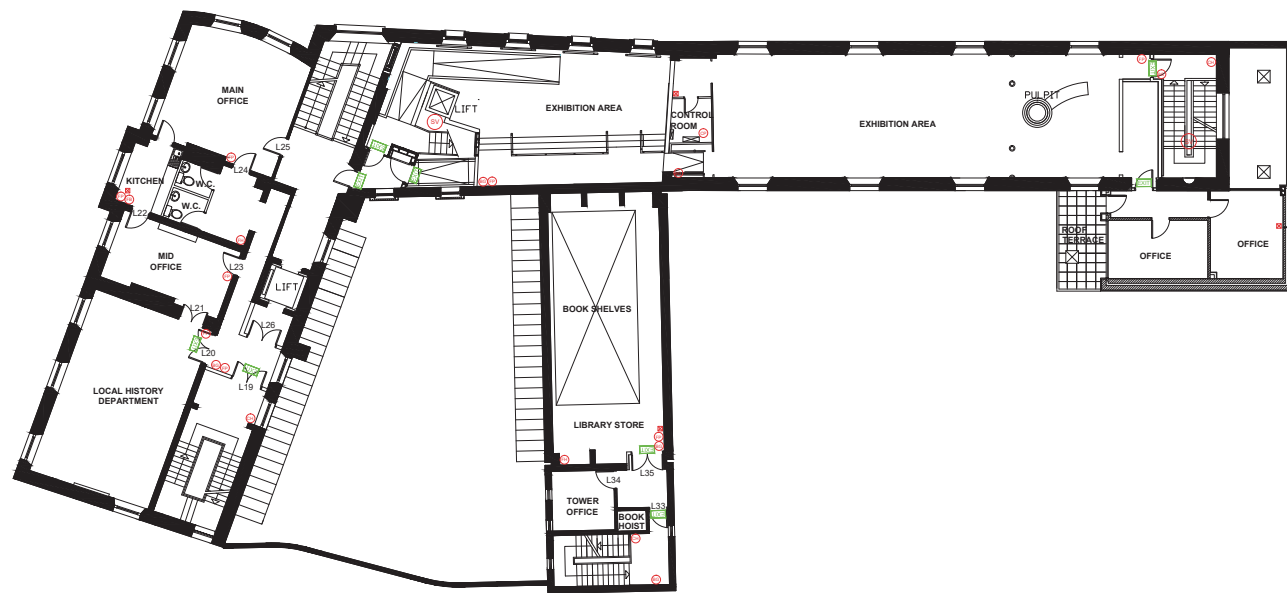 MAIN
OFFICE
LIFT
EXHIBITION AREA
CONTROL
ROOM
EXHIBITION AREA
PULPIT
L25
L24
KITCHEN
W.C.
W.C.
L22
MID
OFFICE
L23
LIFT
L21
L26
L20
L19
LOCAL HISTORY
DEPARTMENT
BOOK SHELVES
LIBRARY STORE
L35
L34
L33
TOWER
OFFICE
BOOK
HOIST
ROOF
TERRACE
OFFICE
OFFICE
SV